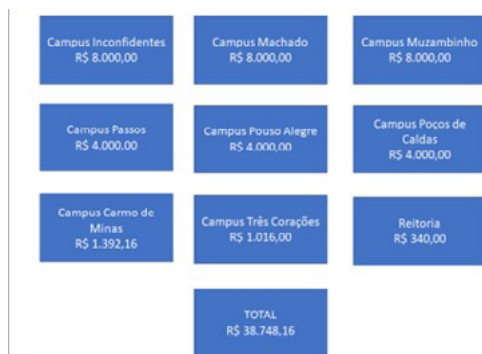 Campus Inconfidentes
R$ 8.000,00
Campus Machado
R$ 8.000,00
Campus Muzambinho
R$ 8.000,00
Campus Passos
R$ 4.000,00
Campus Pouso Alegre
R$ 4.000,00
Campus Poços de
Caldas
R$ 4.000,00
Campus Carmo de
Minas
R$ 1.392,16
Campus Três Corações
R$ 1.016,00
Reitoria
R$ 340,00
TOTAL
R$ 38.748,16